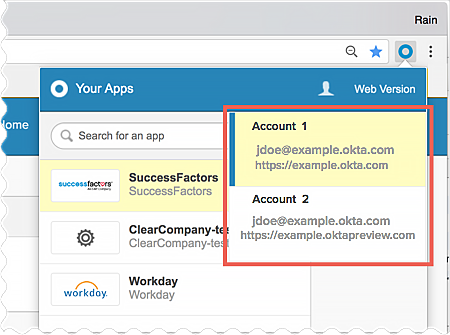 Rain
Your Apps
Web Version
Home
Search for an app
Account 1
jdoe@example.okta.com
https://example.okta.com
successfactors
SuccessFactors
SuccessFactors
Account 2
jdoe@example.okta.com
https://example.oktapreview.com
ClearCompany-tes
ClearCompany-test
workday
Workday
Workday